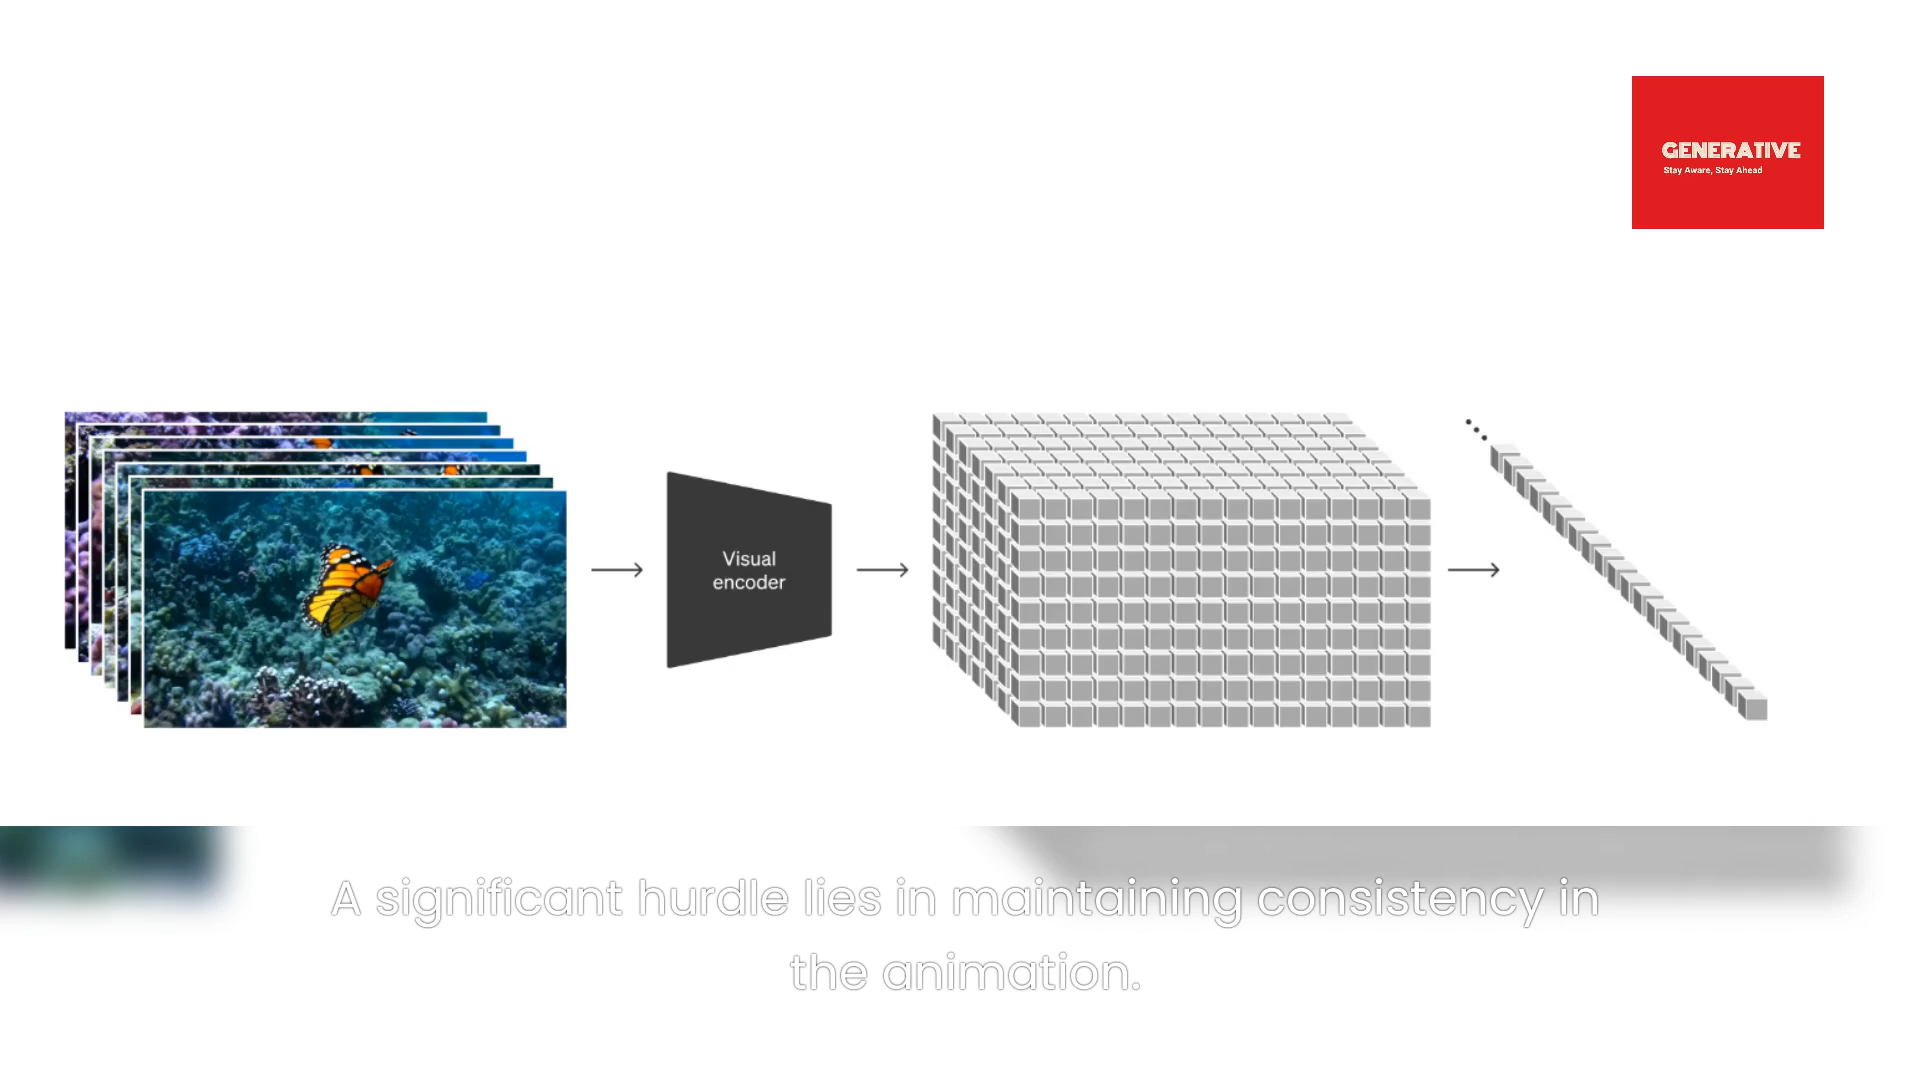 GENERATIVE
Stay Aware, Stay Ahead
Visual
encoder
A significant hurdle lies in maintaining consistency in
the animation.